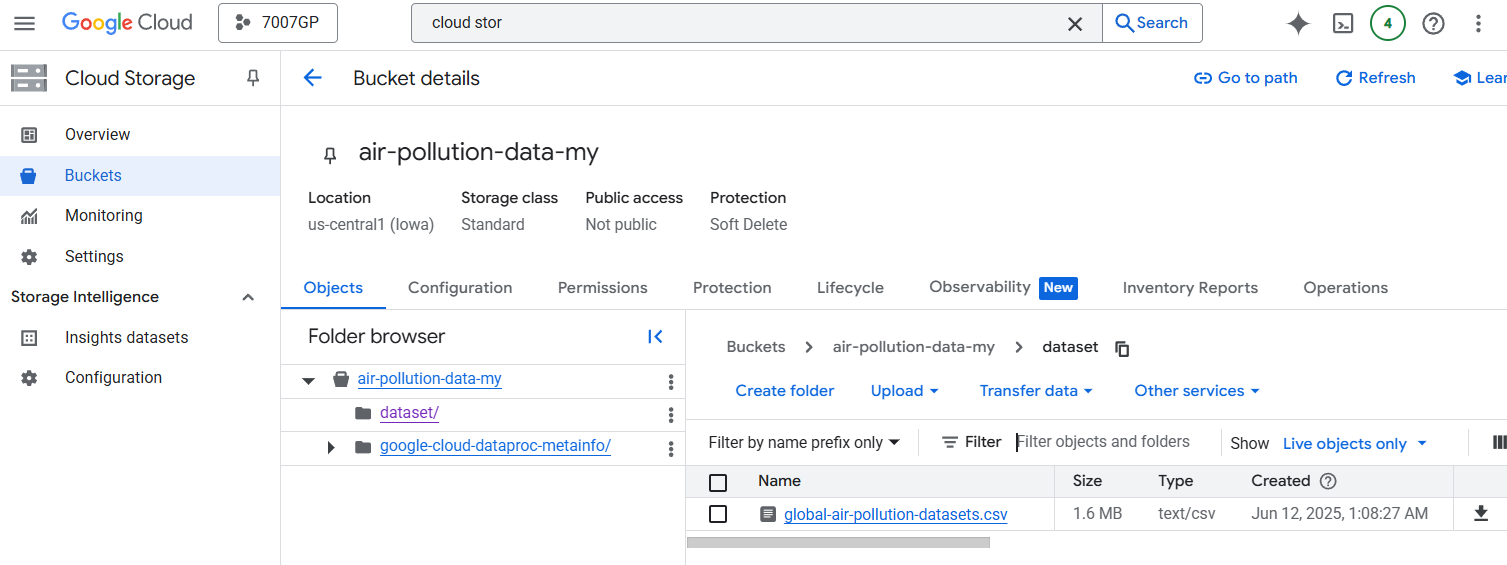 Google Cloud
7007GP
cloud stor
Search
4
Cloud Storage
Bucket details
Go to path
Refresh
Lear
Overview
Buckets
Monitoring
Settings
Storage Intelligence
Insights datasets
Configuration
air-pollution-data-my
Location
Storage class
Public access
Protection
us-central1 (Iowa)
Standard
Not public
Soft Delete
Objects
Configuration
Permissions
Protection
Lifecycle
Observability New
Inventory Reports
Operations
Folder browser
air-pollution-data-my
dataset/
google-cloud-dataproc-metainfo/
Buckets
air-pollution-data-my
dataset
Create folder
Upload
Transfer data
Other services
Filter by name prefix only
Filter
Filter objects and folders
Show
Live objects only
Name
Size
Type
Created
global-air-pollution-datasets.csv
1.6 MB
text/csv
Jun 12, 2025, 1:08:27 AM